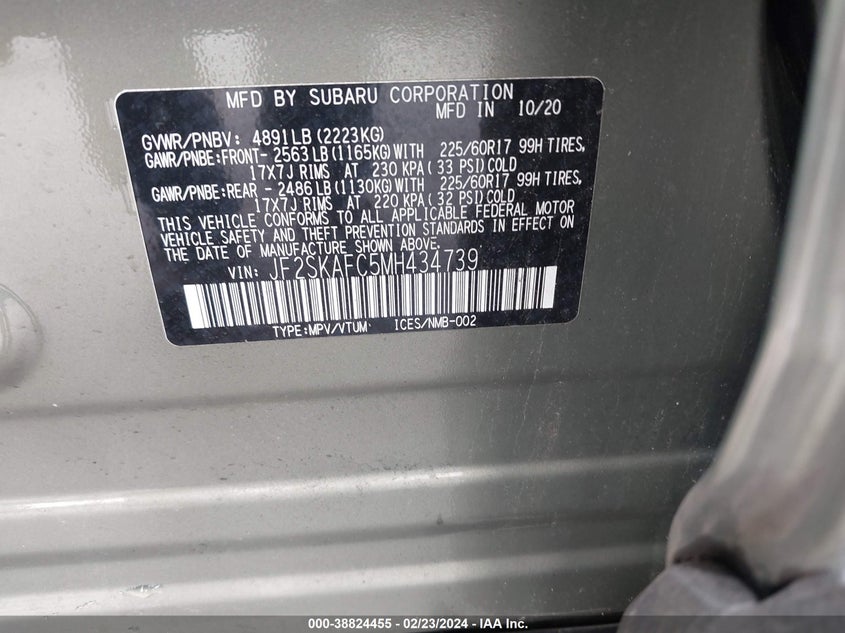 MFD BY SUBARU CORPORATION
MFD IN 10/20
GVWR/PNBV: 4891LB(2223KG)
GAWR/PNBE:FRONT- 2563LB(1165KG)WITH 225/60R17 99H TIRES,
17X7J RIMS AT 230 KPA(33 PSI)COLD
GAWR/PNBE:REAR - 2486LB(1130KG)WITH 225/60R17 99H TIRES,
17X7J RIMS AT 220 KPA(32 PSI)COLD
THIS VEHICLE CONFORMS TO ALL APPLICABLE FEDERAL MOTOR
VEHICLE SAFETY AND THEFT PREVENTION STANDARDS IN EFFECT ON
THE DATE OF MANUFACTURE SHOWN ABOVE.
VIN: JF2SKAFC5MH434739
TYPE:MPV/VTUM ICES/NMB-002
000-38824455 - 02/23/2024 - IAA Inc.